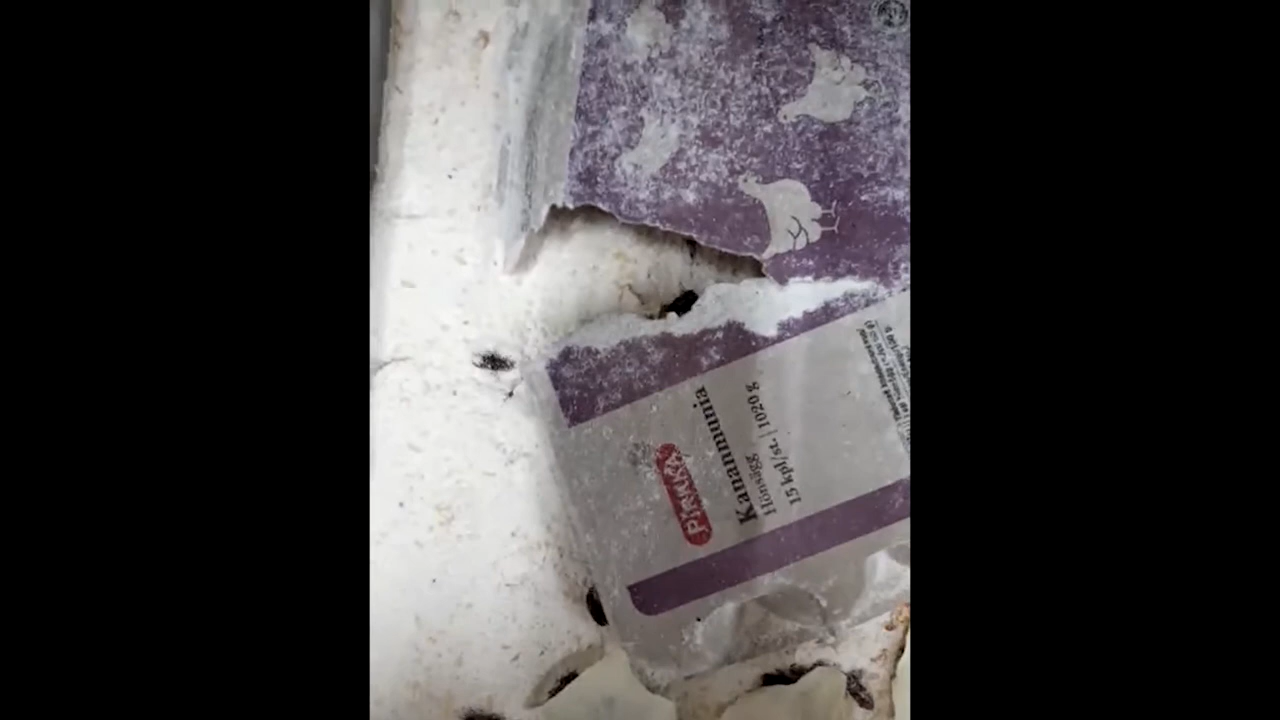 Pirkka
Kananmunia
Hönsägg
15 kpl/st. | 1020 g